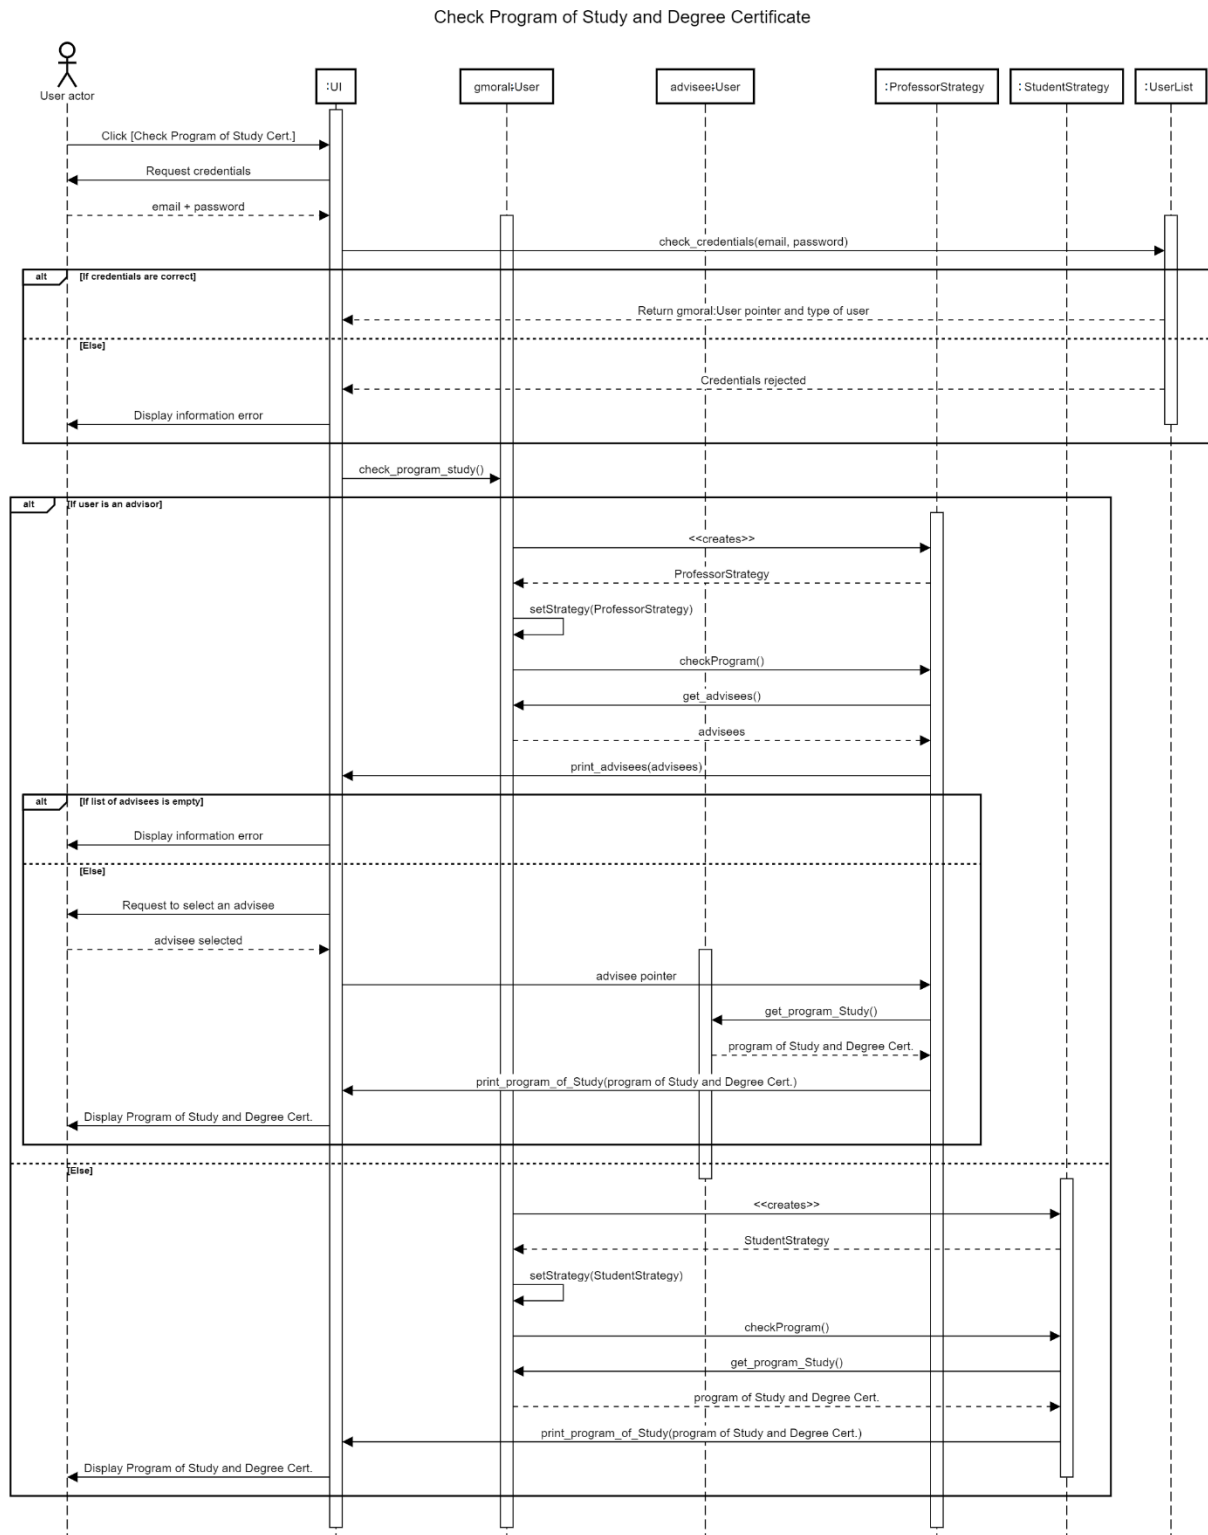 Check Program of Study and Degree Certificate
User actor
:UI
gmoral:User
advisee:User
:ProfessorStrategy
: StudentStrategy
:UserList
Click [Check Program of Study Cert.]
Request credentials
email + password
check_credentials(email, password)
alt
[If credentials are correct]
Return gmoral:User pointer and type of user
[Else]
Credentials rejected
Display information error
check_program_study()
alt
[If user is an advisor]
<<creates>>
ProfessorStrategy
setStrategy(ProfessorStrategy)
checkProgram()
get_advisees()
advisees
print_advisees(advisees)
alt
[If list of advisees is empty]
Display information error
[Else]
Request to select an advisee
advisee selected
advisee pointer
get_program_Study()
program of Study and Degree Cert.
print_program_of_Study(program of Study and Degree Cert.)
Display Program of Study and Degree Cert.
[Else]
<<creates>>
StudentStrategy
setStrategy(StudentStrategy)
checkProgram()
get_program_Study()
program of Study and Degree Cert.
print_program_of_Study(program of Study and Degree Cert.)
Display Program of Study and Degree Cert.